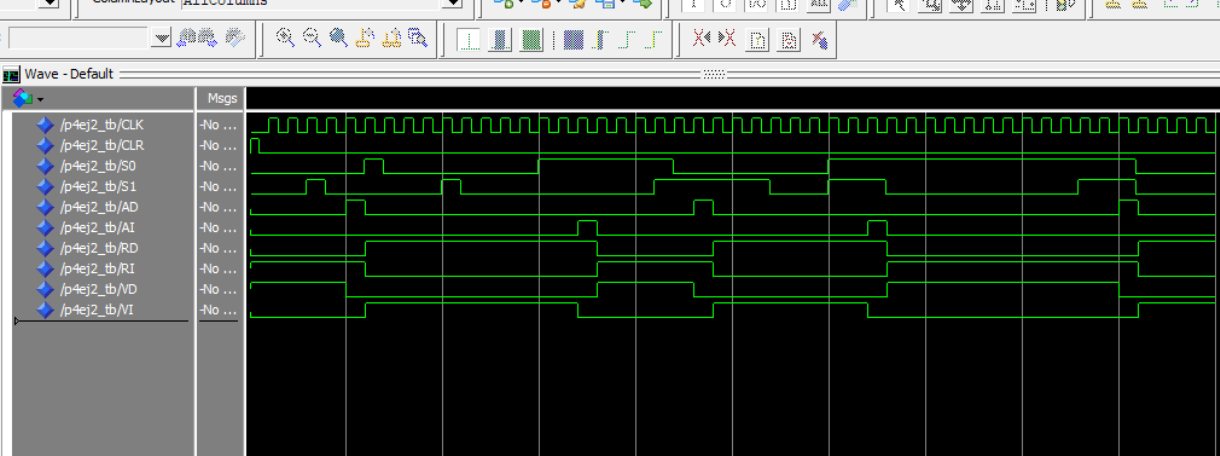 ColumnLayout AllColumns
Wave - Default
Msgs
/p4ej2_tb/CLK -No ...
/p4ej2_tb/CLR -No ...
/p4ej2_tb/S0 -No ...
/p4ej2_tb/S1 -No ...
/p4ej2_tb/AD -No ...
/p4ej2_tb/AI -No ...
/p4ej2_tb/RD -No ...
/p4ej2_tb/RI -No ...
/p4ej2_tb/VD -No ...
/p4ej2_tb/VI -No ...